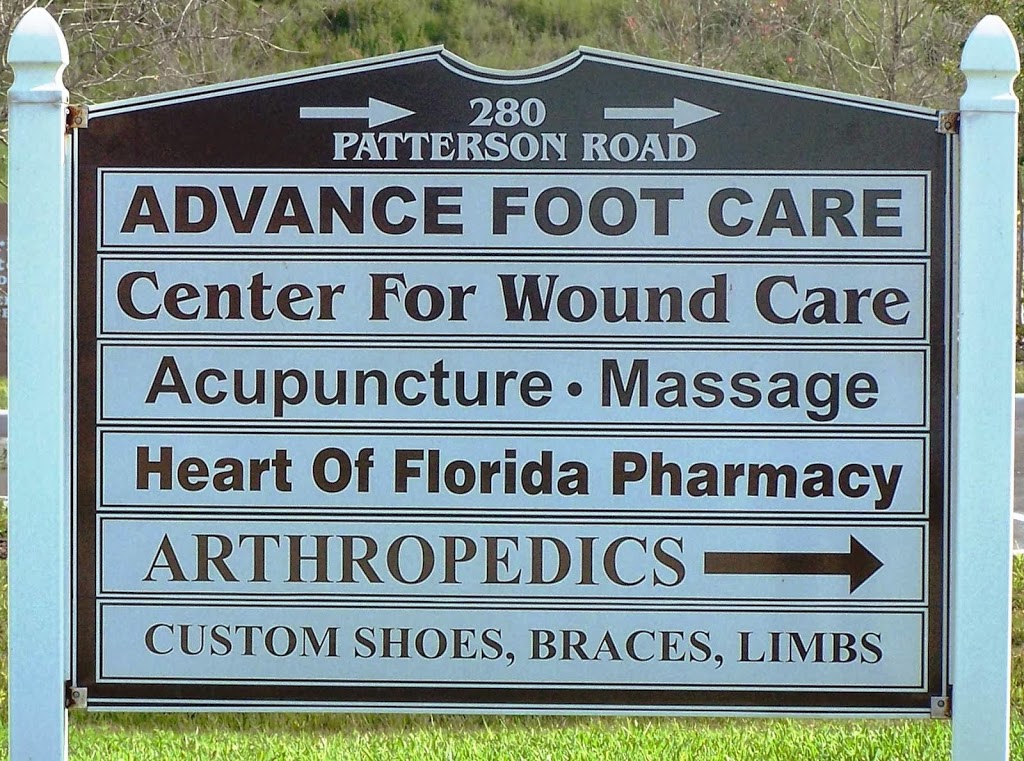 280
PATTERSON ROAD
ADVANCE FOOT CARE
Center For Wound Care
Acupuncture • Massage
Heart Of Florida Pharmacy
ARTHROPEDICS
CUSTOM SHOES, BRACES, LIMBS